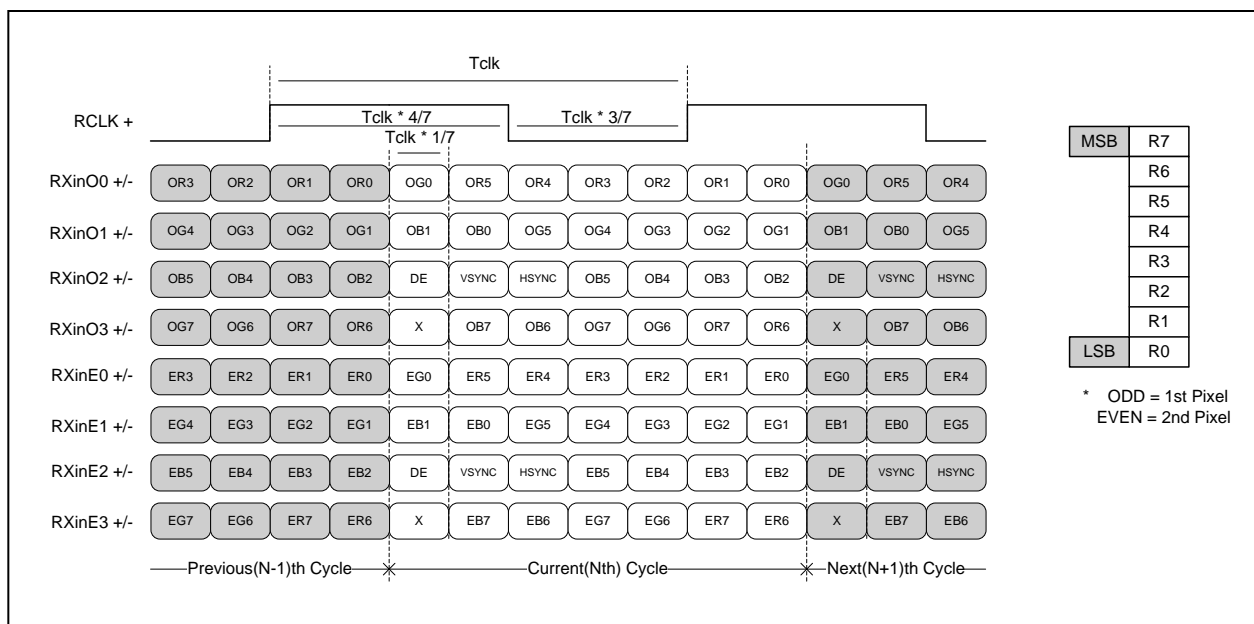 Tclk
RCLK +
Tclk * 4/7
Tclk * 3/7
Tclk * 1/7
RXinO0 +/- OR3 OR2 OR1 OR0 OG0 OR5 OR4 OR3 OR2 OR1 OR0 OG0 OR5 OR4
RXinO1 +/- OG4 OG3 OG2 OG1 OB1 OB0 OG5 OG4 OG3 OG2 OG1 OB1 OB0 OG5
RXinO2 +/- OB5 OB4 OB3 OB2 DE VSYNC HSYNC OB5 OB4 OB3 OB2 DE VSYNC HSYNC
RXinO3 +/- OG7 OG6 OR7 OR6 X OB7 OB6 OG7 OG6 OR7 OR6 X OB7 OB6
RXinE0 +/- ER3 ER2 ER1 ER0 EG0 ER5 ER4 ER3 ER2 ER1 ER0 EG0 ER5 ER4
RXinE1 +/- EG4 EG3 EG2 EG1 EB1 EB0 EG5 EG4 EG3 EG2 EG1 EB1 EB0 EG5
RXinE2 +/- EB5 EB4 EB3 EB2 DE VSYNC HSYNC EB5 EB4 EB3 EB2 DE VSYNC HSYNC
RXinE3 +/- EG7 EG6 ER7 ER6 X EB7 EB6 EG7 EG6 ER7 ER6 X EB7 EB6
Previous(N-1)th Cycle Current(Nth) Cycle Next(N+1)th Cycle
MSB R7
R6
R5
R4
R3
R2
R1
LSB R0
* ODD = 1st Pixel
EVEN = 2nd Pixel